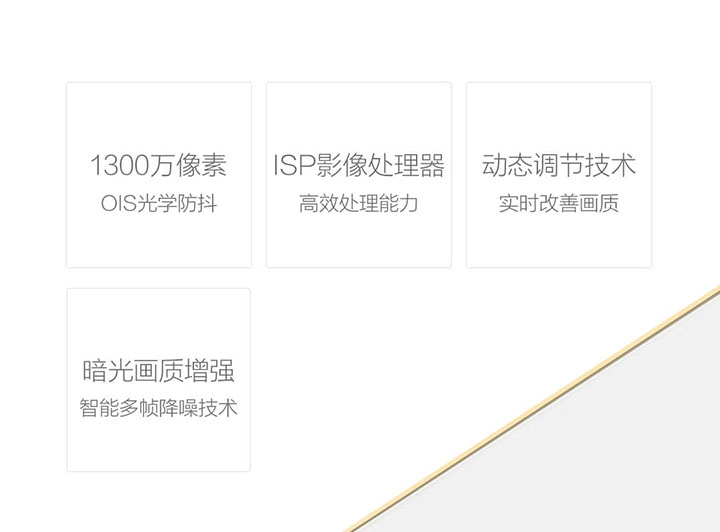 1300万像素
OIS光学防抖
ISP影像处理器
高效处理能力
动态调节技术
实时改善画质
暗光画质增强
智能多帧降噪技术